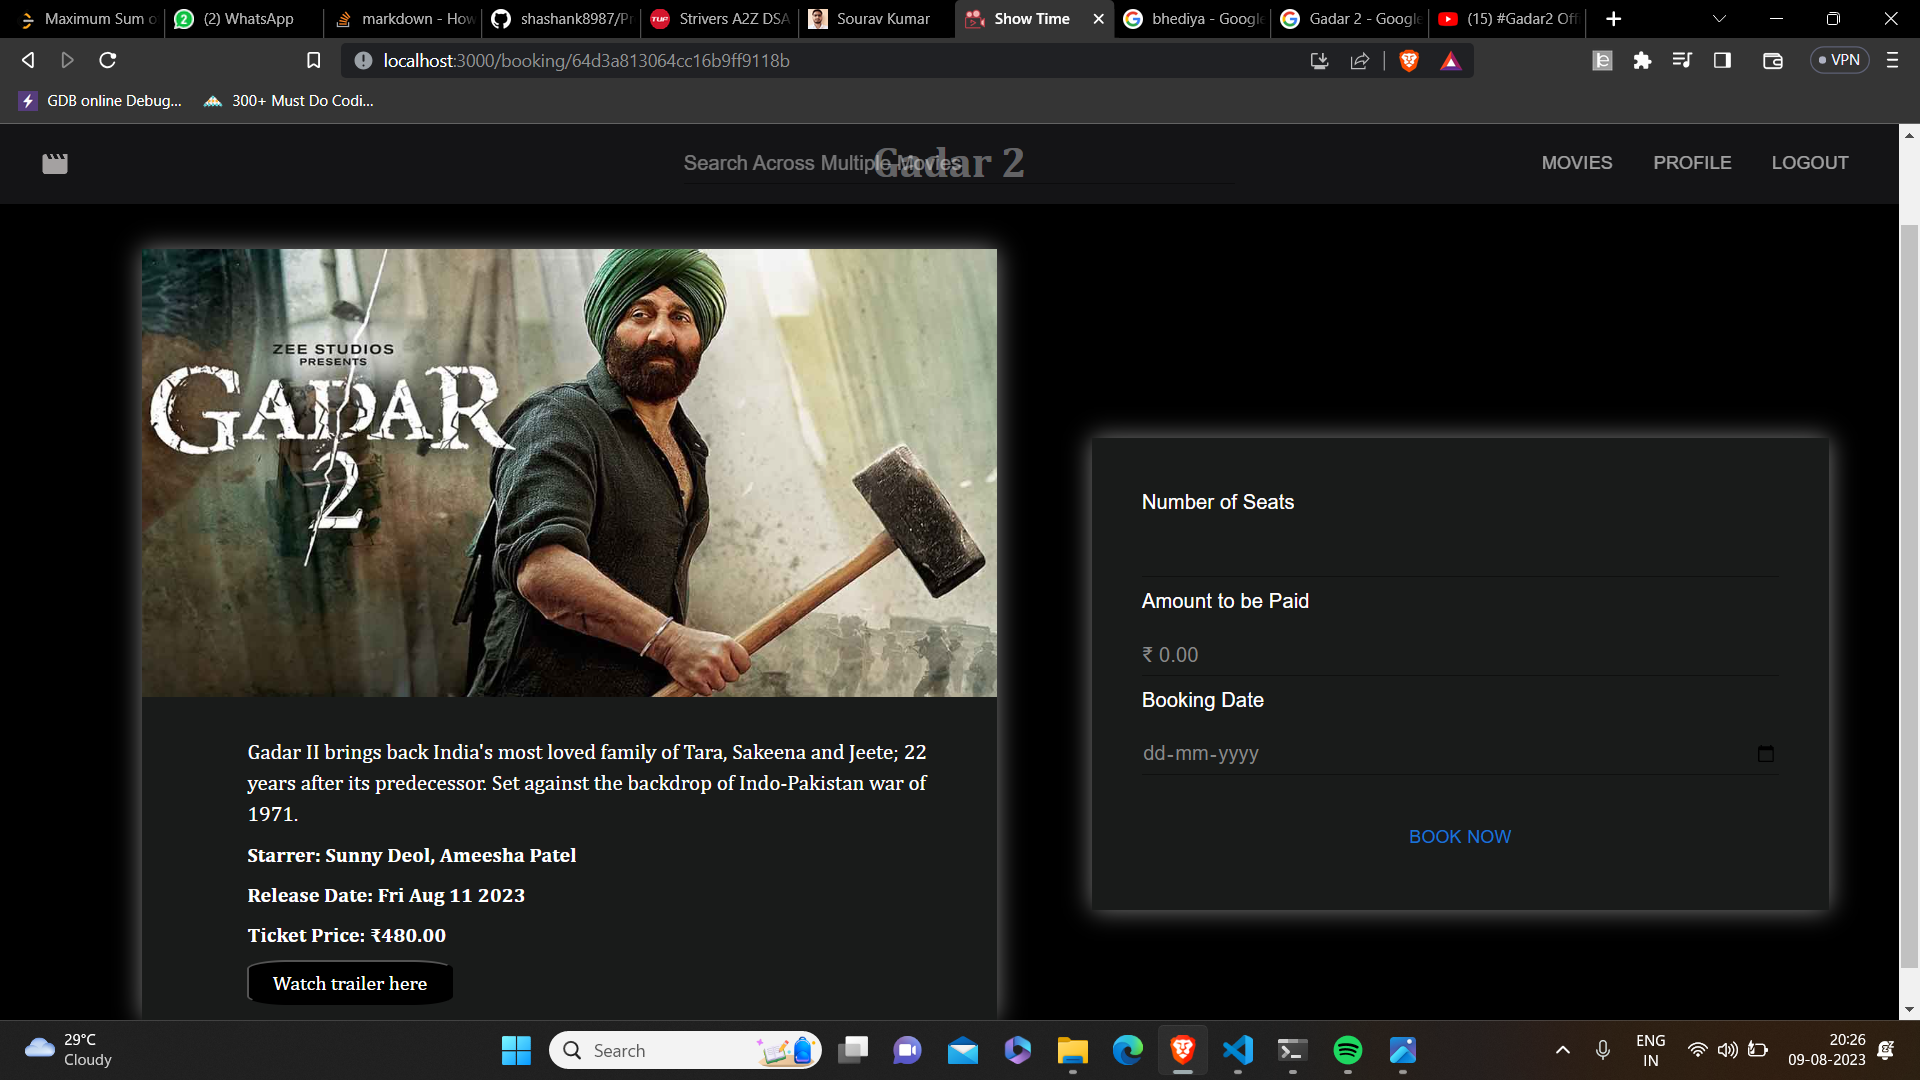 Maximum Sum o
(2) WhatsApp
markdown - How
shashank8987/Pr
Strivers A2Z DSA
Sourav Kumar
Show Time
bhediya - Google
Gadar 2 - Google
(15) #Gadar2 Off
localhost:3000/booking/64d3a813064cc16b9ff9118b
VPN
GDB online Debug...
300+ Must Do Codi...
Search Across Multiple Movies
Gadar 2
MOVIES
PROFILE
LOGOUT
ZEE STUDIOS
PRESENTS
GADAR
2
Gadar II brings back India's most loved family of Tara, Sakeena and Jeete; 22
years after its predecessor. Set against the backdrop of Indo-Pakistan war of
1971.
Starrer: Sunny Deol, Ameesha Patel
Release Date: Fri Aug 11 2023
Ticket Price: ₹480.00
Watch trailer here
Number of Seats
Amount to be Paid
₹ 0.00
Booking Date
dd-mm-yyyy
BOOK NOW
29°C
Cloudy
Search
ENG
IN
20:26
09-08-2023